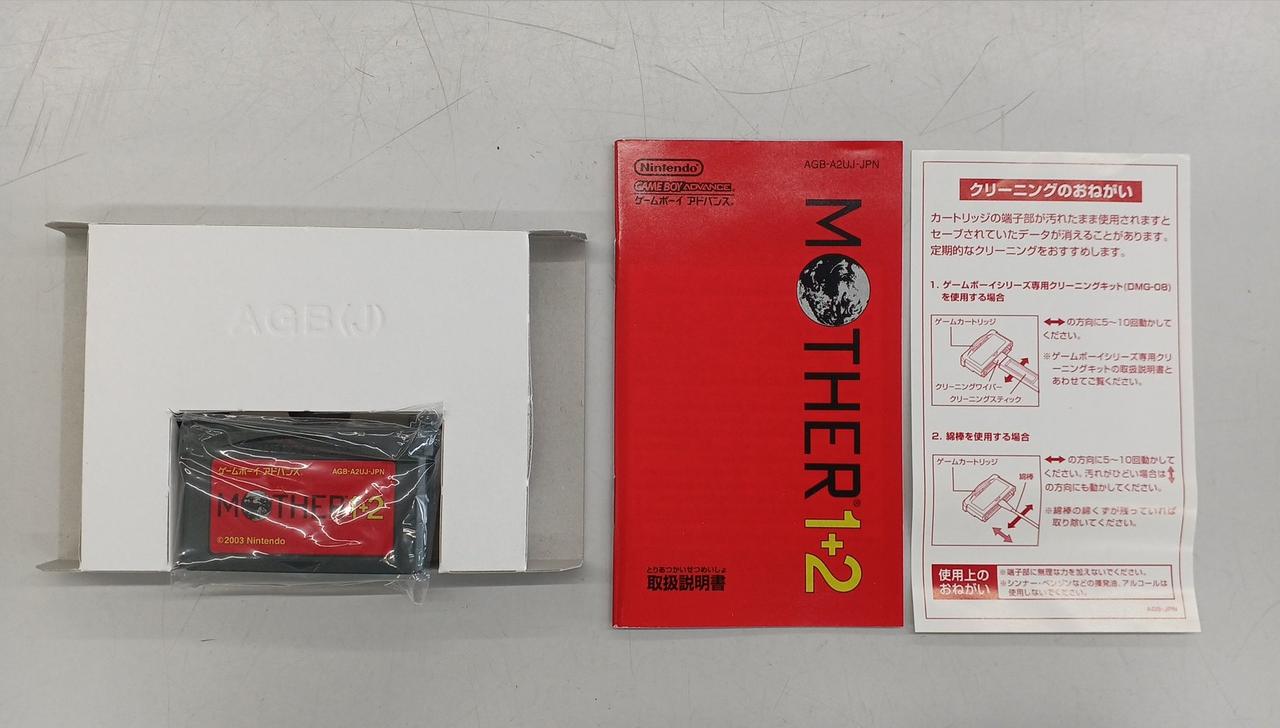 AGB(J)
ゲームボーイ アドバンス
AGB-A2UJ-JPN
MOTHER1+2
©2003 Nintendo
Nintendo
AGB-A2UJ-JPN
GAME BOY ADVANCE
ゲームボーイ アドバンス®
MOTHER®1+2
とりあつかいせつめいしょ
取扱説明書
クリーニングのおねがい
カートリッジの端子部が汚れたまま使用されますと
セーブされていたデータが消えることがあります。
定期的なクリーニングをおすすめします。
1. ゲームボーイシリーズ専用クリーニングキット(DMG-08)
を使用する場合
ゲームカートリッジ
クリーニングワイパー
クリーニングスティック
↔の方向に5〜10回動かして
ください。
※ゲームボーイシリーズ専用クリ
ーニングキットの取扱説明書と
あわせてご覧ください。
2. 綿棒を使用する場合
ゲームカートリッジ
綿棒
↔の方向に5〜10回動かして
ください。汚れがひどい場合は↕
の方向にも動かしてください。
※綿棒の綿くずが残っていれば
取り除いてください。
使用上の
おねがい
※端子部に無理な力を加えないでください。
※シンナー・ベンジンなどの揮発油、アルコールは
使用しないでください。
AGB-JPN